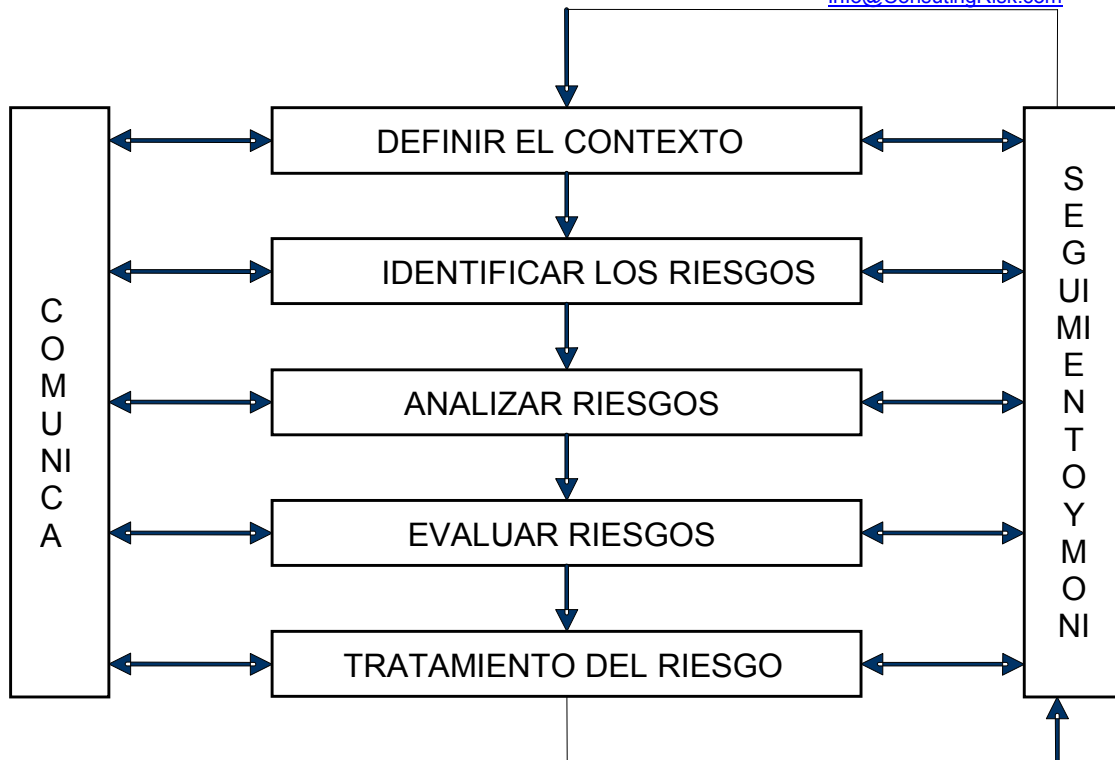 DEFINIR EL CONTEXTO
IDENTIFICAR LOS RIESGOS
ANALIZAR RIESGOS
EVALUAR RIESGOS
TRATAMIENTO DEL RIESGO
C
O
M
U
NI
C
A
S
E
G
UI
MI
E
N
T
O
Y
M
O
NI